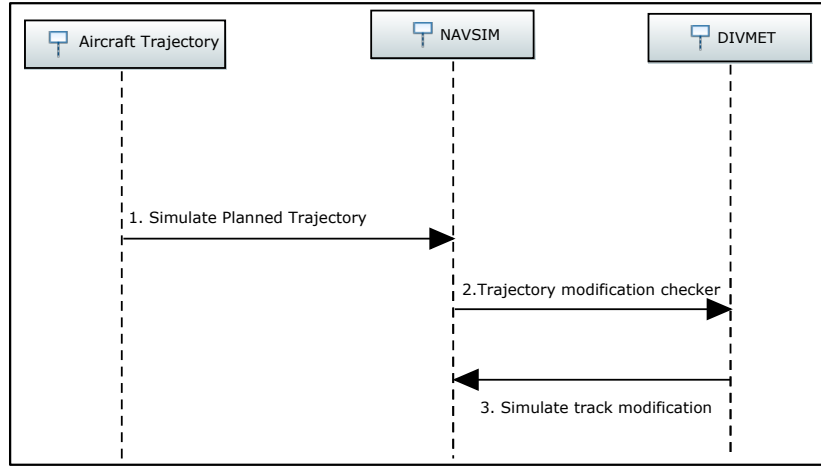 Aircraft Trajectory
NAVSIM
DIVMET
1. Simulate Planned Trajectory
2.Trajectory modification checker
3. Simulate track modification